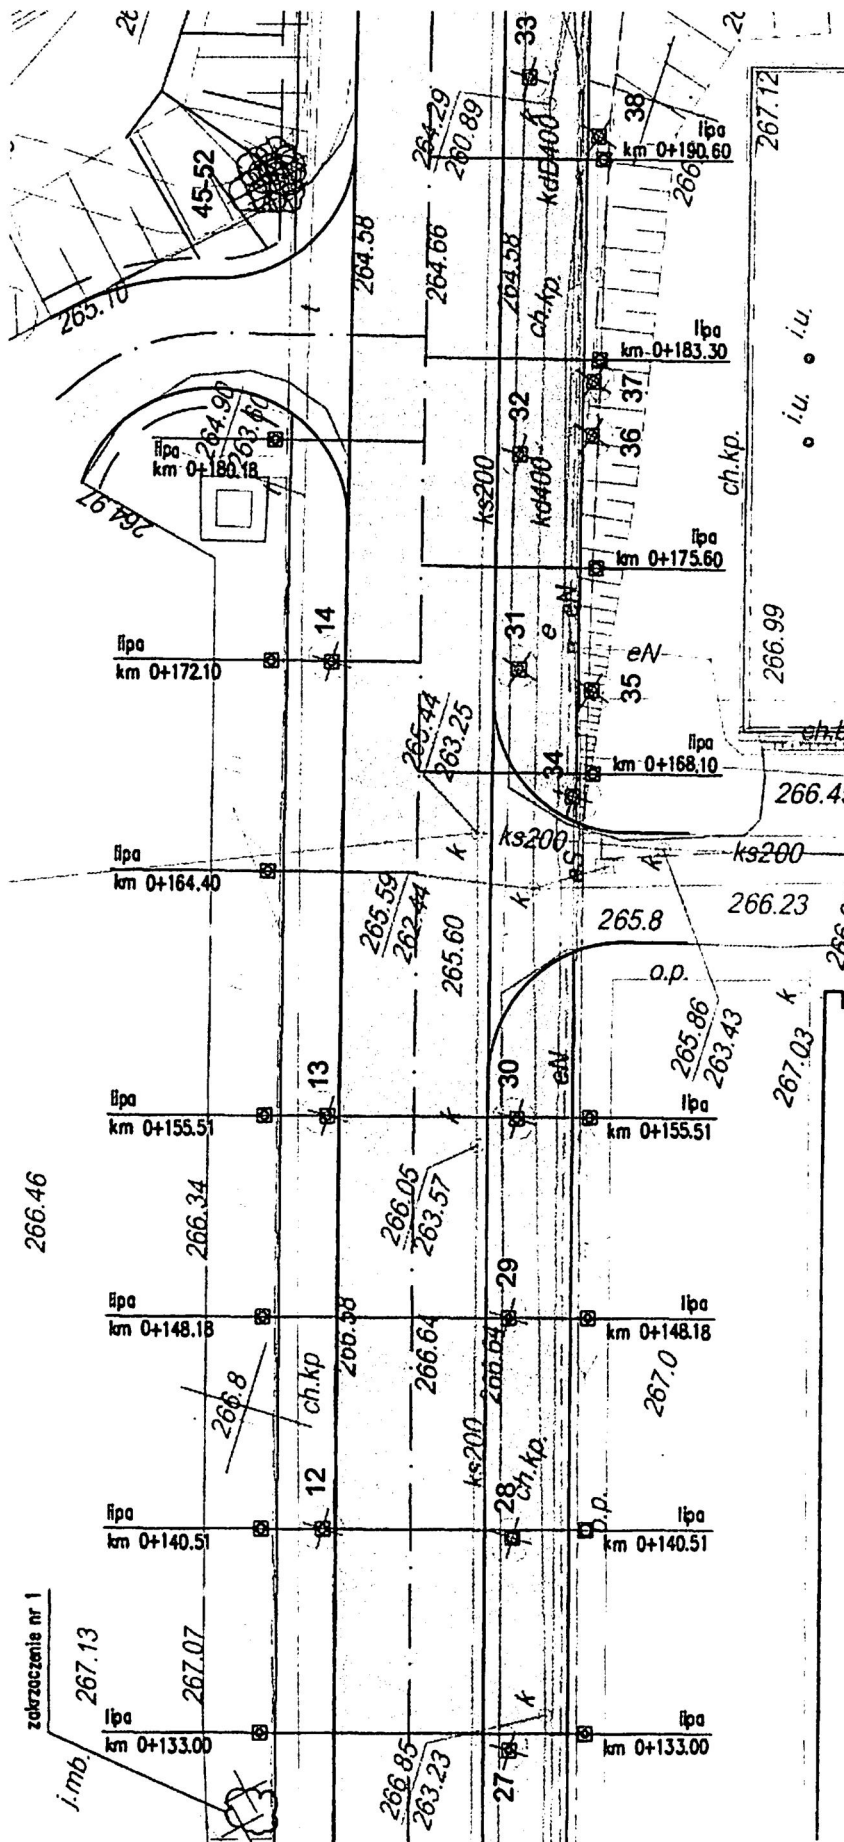 33
264.29
260.89
kdD400
38
lipa
km 0+190.60
267.12
45-52
264.58
264.66
264.58
ch.kp.
265.10
t
lipa
km 0+183.30
i.u.
i.u.
37
36
32
264.90
263.60
lipa
km 0+180.18
264.97
ks200
kd400
ch.kp.
lipa
km 0+175.60
14
31
e
eN
eN
266.99
lipa
km 0+172.10
35
265.44
263.25
34
lipa
km 0+168.10
k
ks200
k
ks200
lipa
km 0+164.40
265.59
262.44
265.60
k
eS
266.23
265.8
o.p.
265.86
263.43
k
267.03
13
30
eN
lipa
km 0+155.51
k
lipa
km 0+155.51
266.46
266.34
266.05
263.57
29
lipa
km 0+148.18
lipa
km 0+148.18
266.58
266.64
266.64
267.0
266.8
ch.kp
ks200
ch.kp.
12
28
o.p.
lipa
km 0+140.51
lipa
km 0+140.51
zakrzaczenie nr 1
267.13
267.07
k
lipa
km 0+133.00
lipa
km 0+133.00
j.mb.
266.85
263.23
27